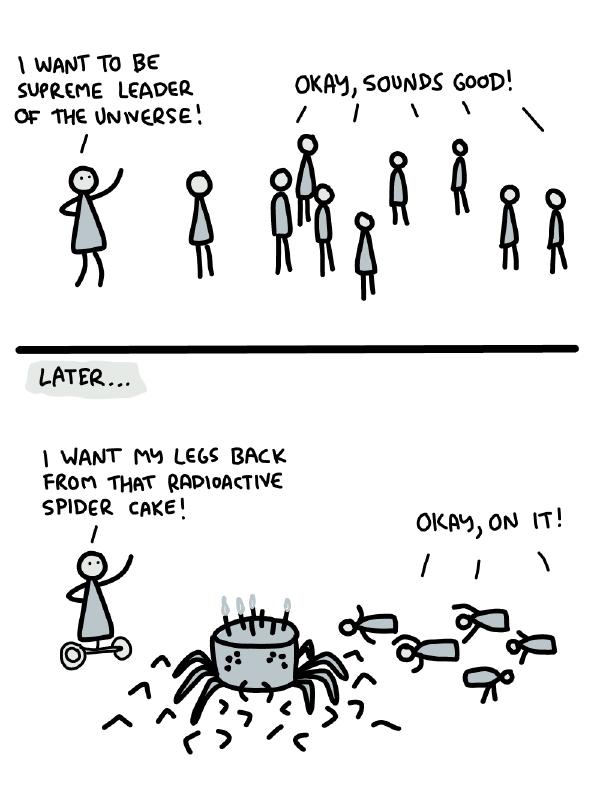 I WANT TO BE
SUPREME LEADER
OF THE UNIVERSE!
OKAY, SOUNDS GOOD!
LATER...
I WANT MY LEGS BACK
FROM THAT RADIOACTIVE
SPIDER CAKE!
OKAY, ON IT!